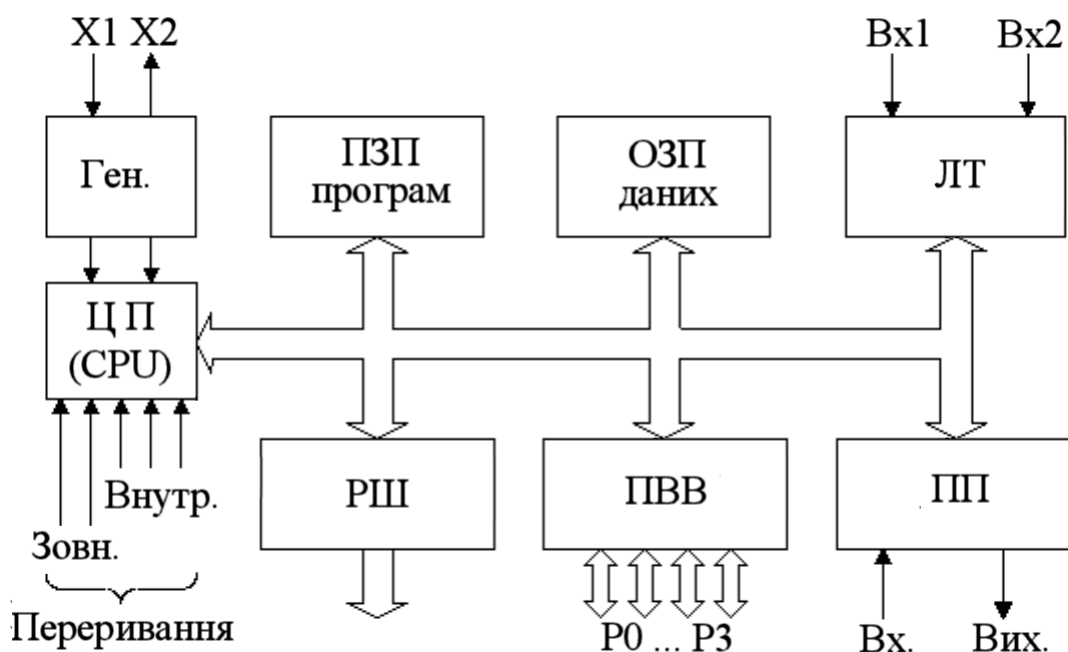 X1 X2
Вх1
Вх2
Ген.
ПЗП
програм
ОЗП
даних
ЛТ
Ц П
(CPU)
РШ
ПВВ
ПП
Внутр.
Зовн.
Переривання
P0 ... P3
Вх.
Вих.